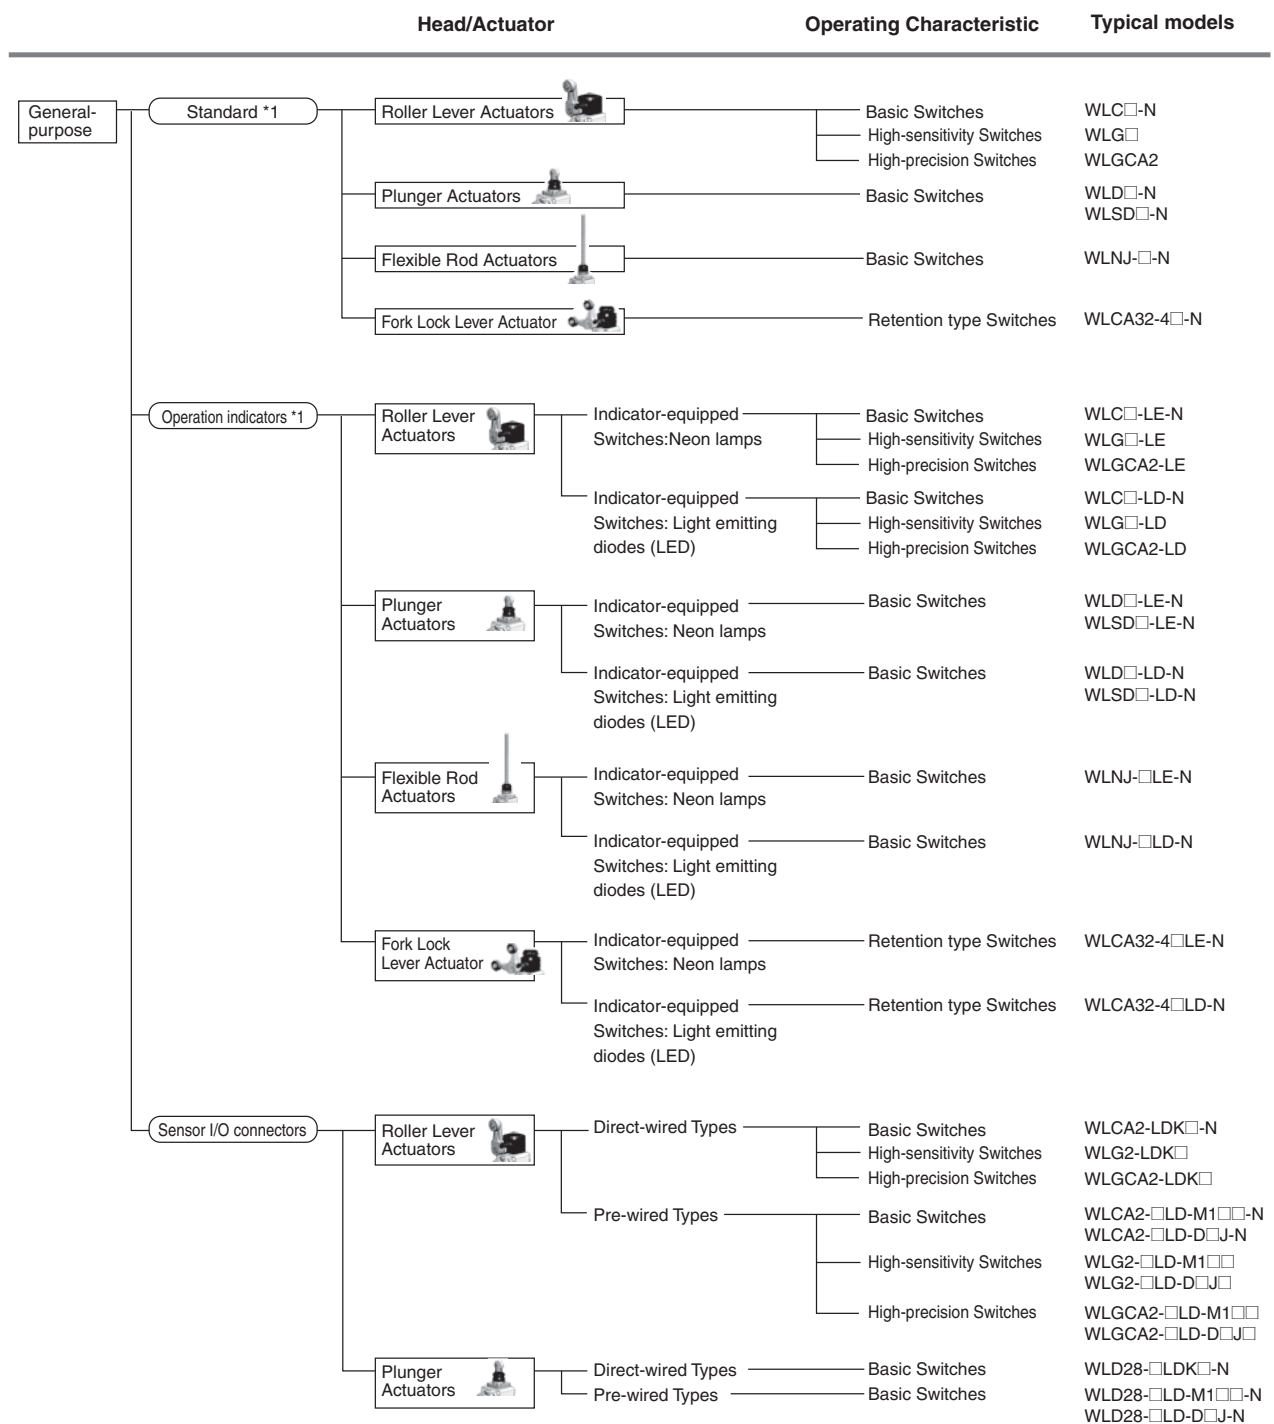 Head/Actuator Operating Characteristic Typical models
General-
purpose
Standard *1
Roller Lever Actuators
Basic Switches WLC□-N
High-sensitivity Switches WLG□
High-precision Switches WLGCA2
Plunger Actuators
Basic Switches WLD□-N
WLSD□-N
Flexible Rod Actuators
Basic Switches WLNJ-□-N
Fork Lock Lever Actuator
Retention type Switches WLCA32-4□-N
Operation indicators *1
Roller Lever
Actuators
Indicator-equipped
Switches:Neon lamps
Basic Switches WLC□-LE-N
High-sensitivity Switches WLG□-LE
High-precision Switches WLGCA2-LE
Indicator-equipped
Switches: Light emitting
diodes (LED)
Basic Switches WLC□-LD-N
High-sensitivity Switches WLG□-LD
High-precision Switches WLGCA2-LD
Plunger
Actuators
Indicator-equipped
Switches: Neon lamps
Basic Switches WLD□-LE-N
WLSD□-LE-N
Indicator-equipped
Switches: Light emitting
diodes (LED)
Basic Switches WLD□-LD-N
WLSD□-LD-N
Flexible Rod
Actuators
Indicator-equipped
Switches: Neon lamps
Basic Switches WLNJ-□LE-N
Indicator-equipped
Switches: Light emitting
diodes (LED)
Basic Switches WLNJ-□LD-N
Fork Lock
Lever Actuator
Indicator-equipped
Switches: Neon lamps
Retention type Switches WLCA32-4□LE-N
Indicator-equipped
Switches: Light emitting
diodes (LED)
Retention type Switches WLCA32-4□LD-N
Sensor I/O connectors
Roller Lever
Actuators
Direct-wired Types
Basic Switches WLCA2-LDK□-N
High-sensitivity Switches WLG2-LDK□
High-precision Switches WLGCA2-LDK□
Pre-wired Types
Basic Switches WLCA2-□LD-M1□□-N
WLCA2-□LD-D□J-N
High-sensitivity Switches WLG2-□LD-M1□□
WLG2-□LD-D□J□
High-precision Switches WLGCA2-□LD-M1□□
WLGCA2-□LD-D□J□
Plunger
Actuators
Direct-wired Types Basic Switches WLD28-□LDK□-N
Pre-wired Types Basic Switches WLD28-□LD-M1□□-N
WLD28-□LD-D□J-N